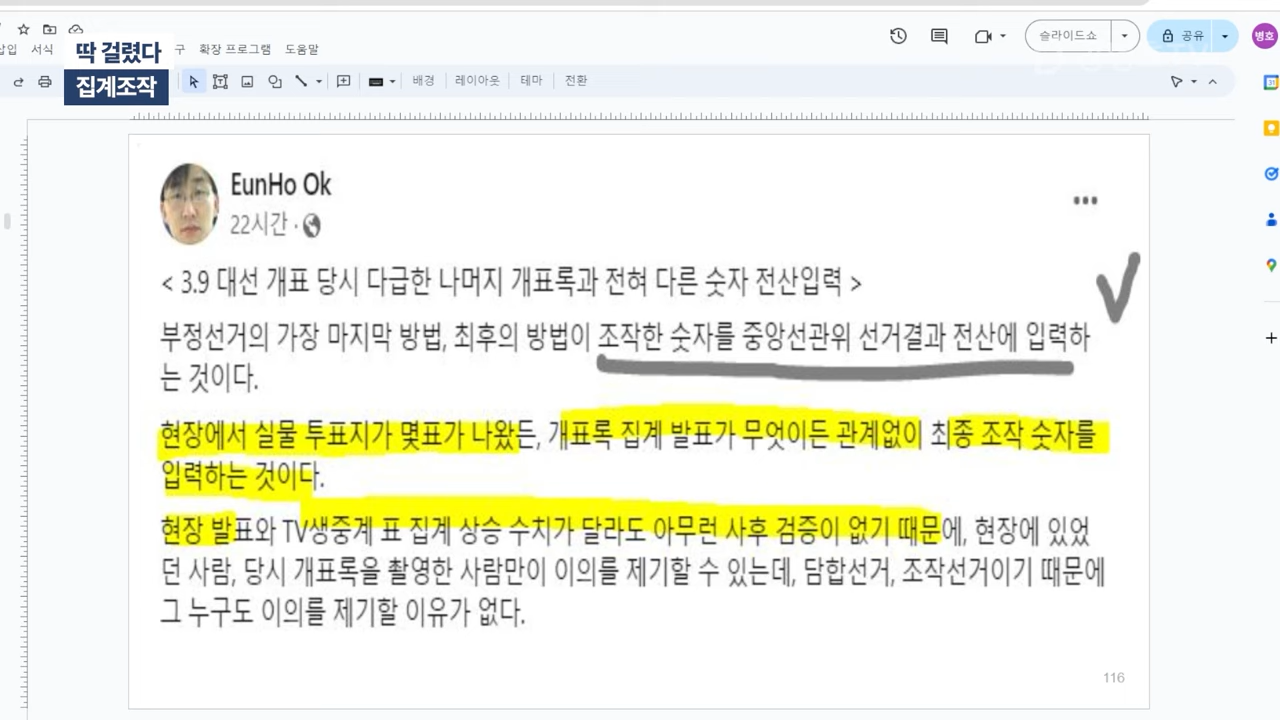 딱 걸렸다
집계조작
삽입 서식 구 확장 프로그램 도움말
슬라이드쇼
공유
병호
배경 레이아웃 테마 전환
31
EunHo Ok
22시간 ·
< 3.9 대선 개표 당시 다급한 나머지 개표록과 전혀 다른 숫자 전산입력 >
부정선거의 가장 마지막 방법, 최후의 방법이 조작한 숫자를 중앙선관위 선거결과 전산에 입력하
는 것이다.
현장에서 실물 투표지가 몇표가 나왔든, 개표록 집계 발표가 무엇이든 관계없이 최종 조작 숫자를
입력하는 것이다.
현장 발표와 TV생중계 표 집계 상승 수치가 달라도 아무런 사후 검증이 없기 때문에, 현장에 있었
던 사람, 당시 개표록을 촬영한 사람만이 이의를 제기할 수 있는데, 담합선거, 조작선거이기 때문에
그 누구도 이의를 제기할 이유가 없다.
116